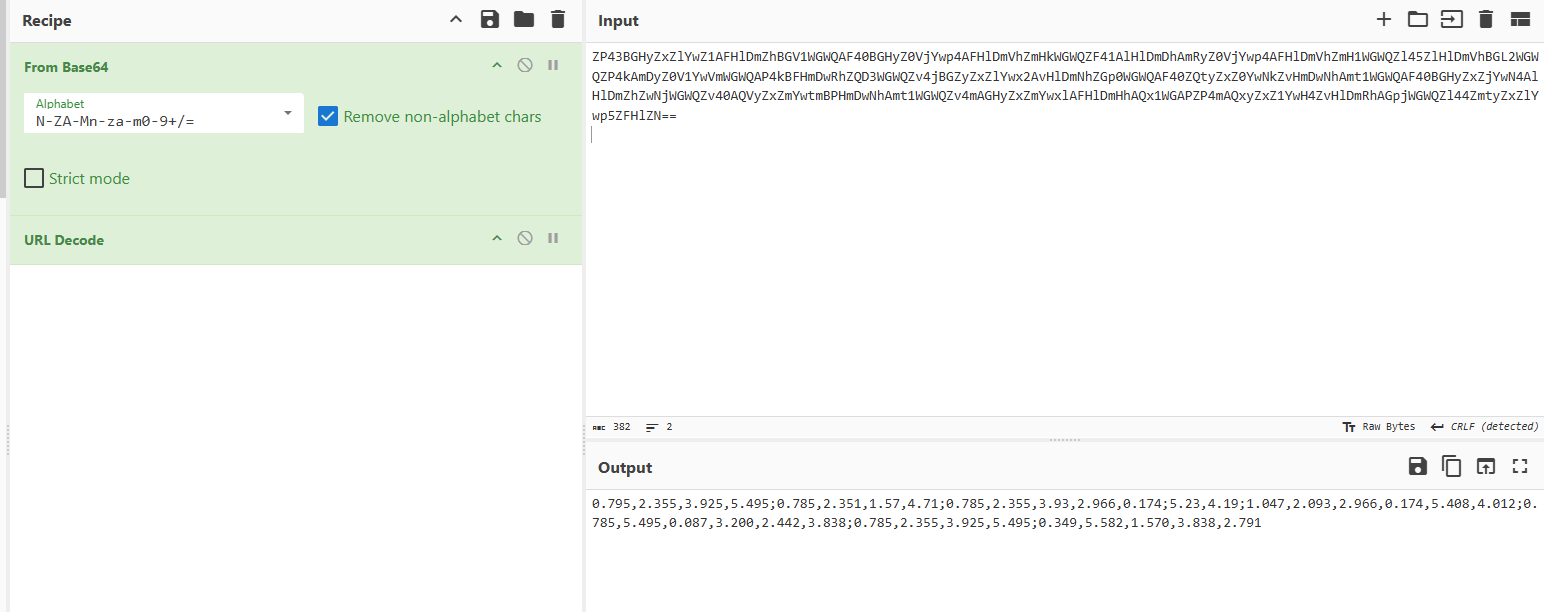 Recipe
From Base64
Alphabet
N-ZA-Mn-za-m0-9+/=
Remove non-alphabet chars
Strict mode
URL Decode
Input
ZP43BGHyZxZlYwZ1AFHlDmZhBGV1WGWQAF40BGHyZ0VjYwp4AFHlDmVhZmHkWGWQZF41AlHlDmDhAmRyZ0VjYwp4AFHlDmVhZmH1WGWQZl45ZlHlDmVhBGL2WGW
QZP4kAmDyZ0V1YwVmWGWQAP4kBFHmDwRhZQD3WGWQZv4jBGZyZxZlYwx2AvHlDmNhZGp0WGWQAF40ZQtyZxZ0YwNkZvHmDwNhAmt1WGWQAF40BGHyZxZjYwN4Al
HlDmZhZwNjWGWQZv40AQVyZxZmYwtmBPHmDwNhAmt1WGWQZv4mAGHyZxZmYwxlAFHlDmHhAQx1WGAPZP4mAQxyZxZ1YwH4ZvHlDmRhAGpjWGWQZl44ZmtyZxZlY
wp5ZFHlZN==
ABC 382
2
Raw Bytes
CRLF (detected)
Output
0.795,2.355,3.925,5.495;0.785,2.351,1.57,4.71;0.785,2.355,3.93,2.966,0.174;5.23,4.19;1.047,2.093,2.966,0.174,5.408,4.012;0.
785,5.495,0.087,3.200,2.442,3.838;0.785,2.355,3.925,5.495;0.349,5.582,1.570,3.838,2.791